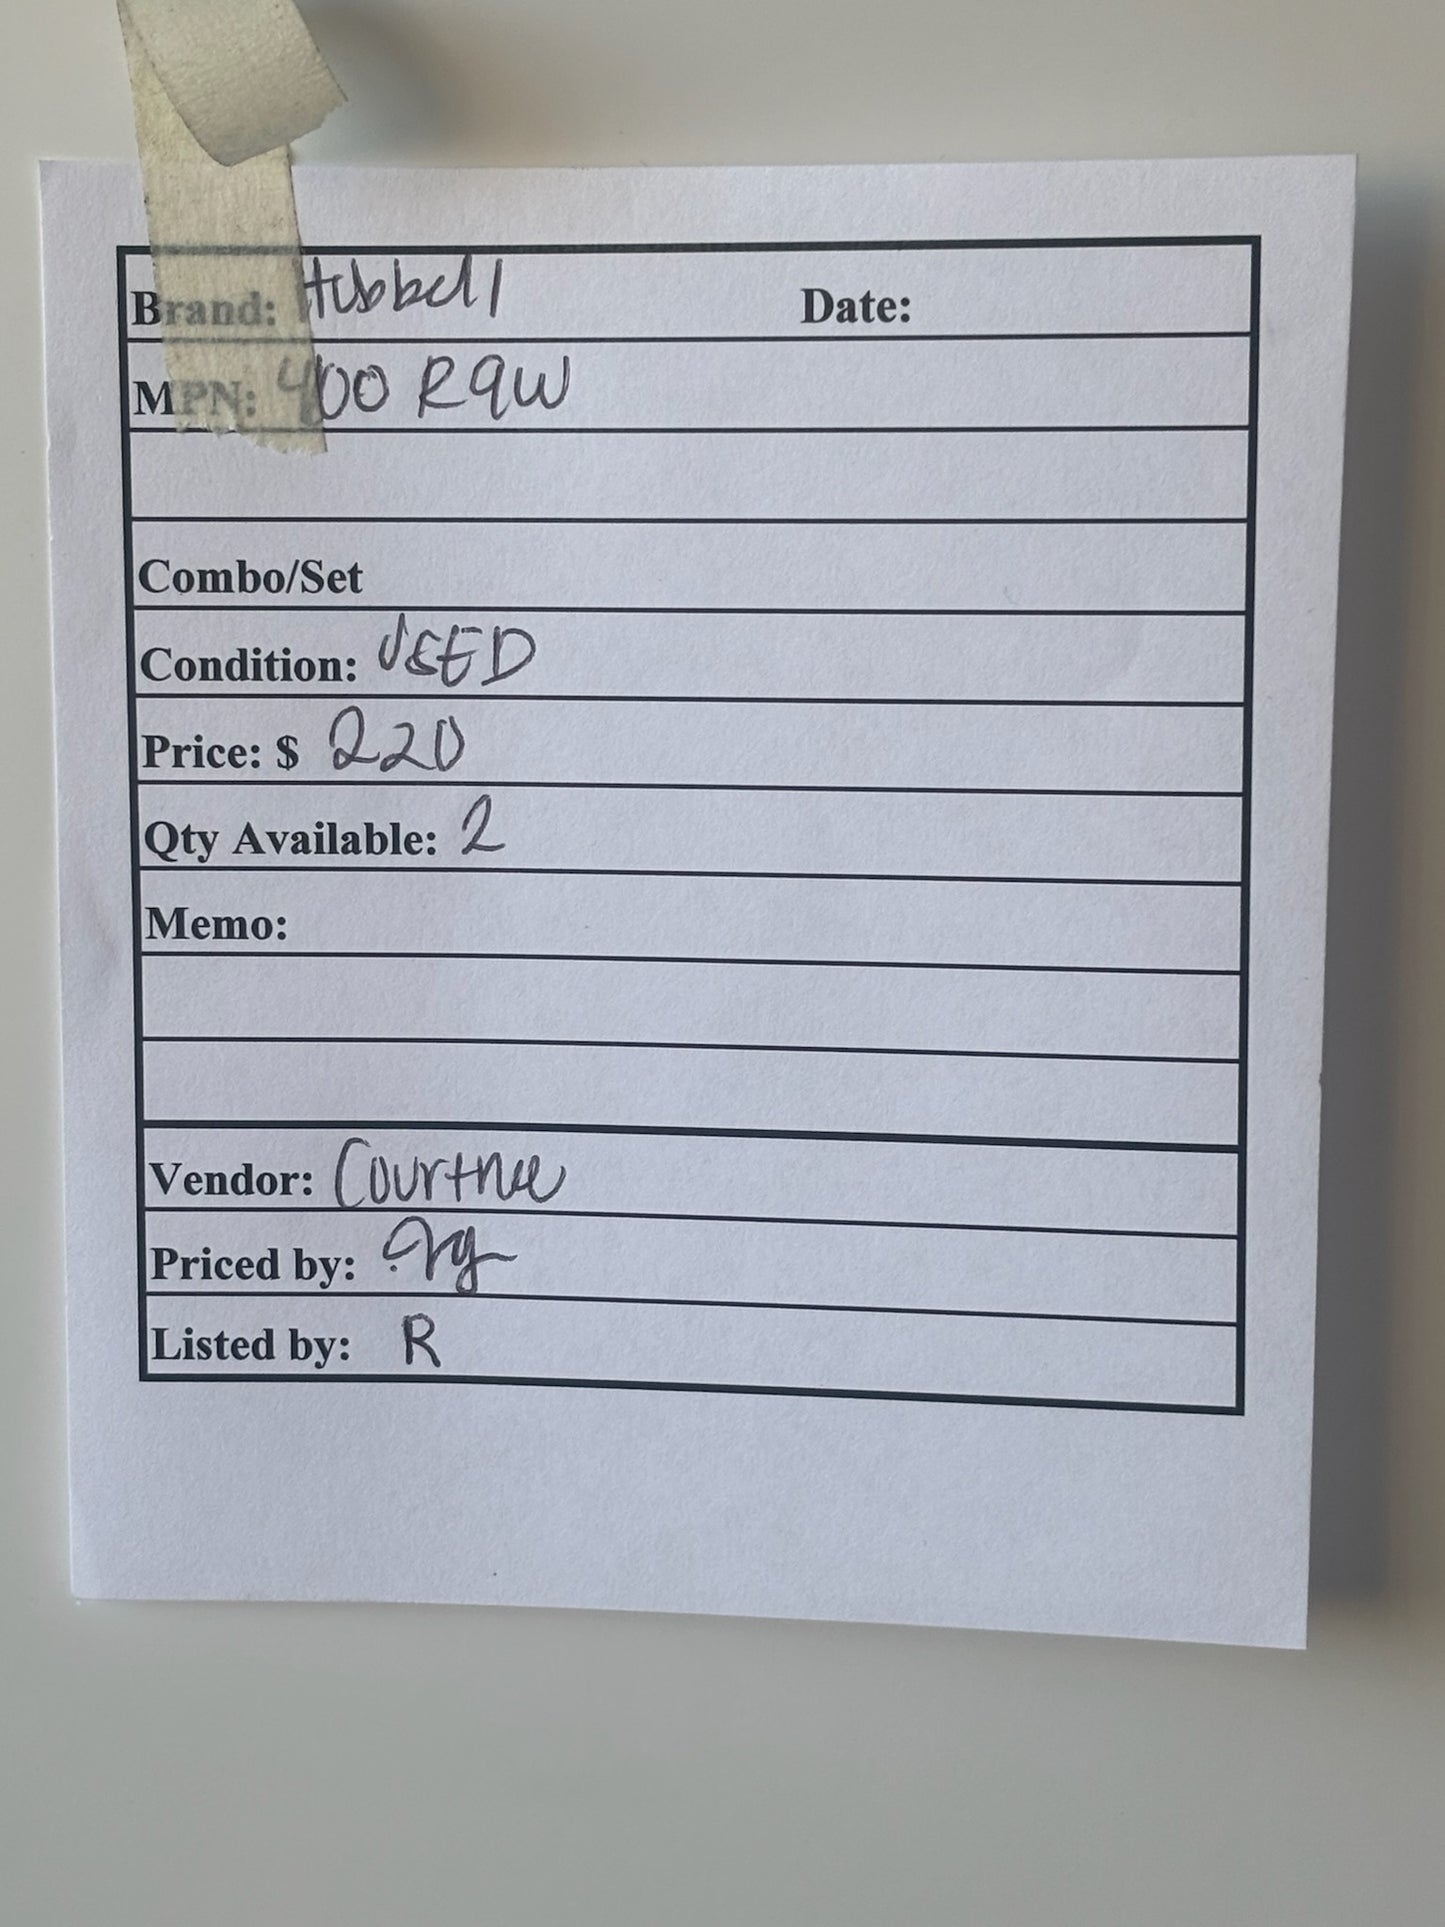 Brand: Hubbell Date:
MPN: 400 R9W
Combo/Set
Condition: USED
Price: $ 220
Qty Available: 2
Memo:
Vendor: Courtnee
Priced by:
Listed by: R